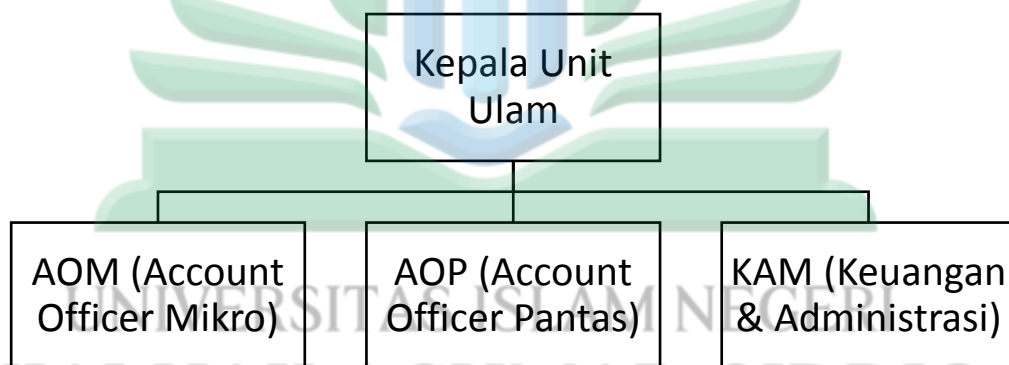 Kepala Unit
Ulam
AOM (Account
Officer Mikro)
AOP (Account
Officer Pantas)
KAM (Keuangan
& Administrasi)
UNIVERSITAS ISLAM NEGERI